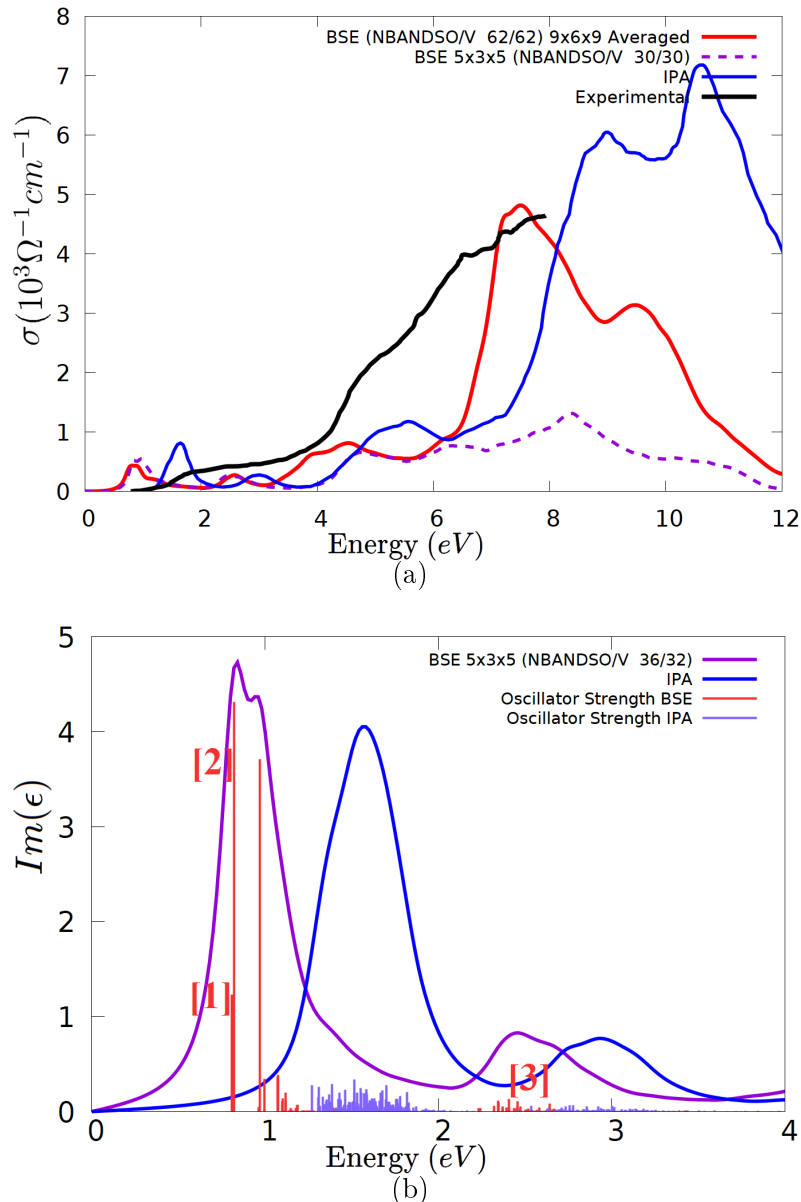 8
7
6
5
4
3
2
1
0
σ(10³Ω⁻¹cm⁻¹)
BSE (NBANDSO/V 62/62) 9x6x9 Averaged
BSE 5x3x5 (NBANDSO/V 30/30)
IPA
Experimental
0 2 4 6 8 10 12
Energy (eV)
(a)
5
4
3
2
1
0
Im(ϵ)
BSE 5x3x5 (NBANDSO/V 36/32)
IPA
Oscillator Strength BSE
Oscillator Strength IPA
[2]
[1]
[3]
0 1 2 3 4
Energy (eV)
(b)